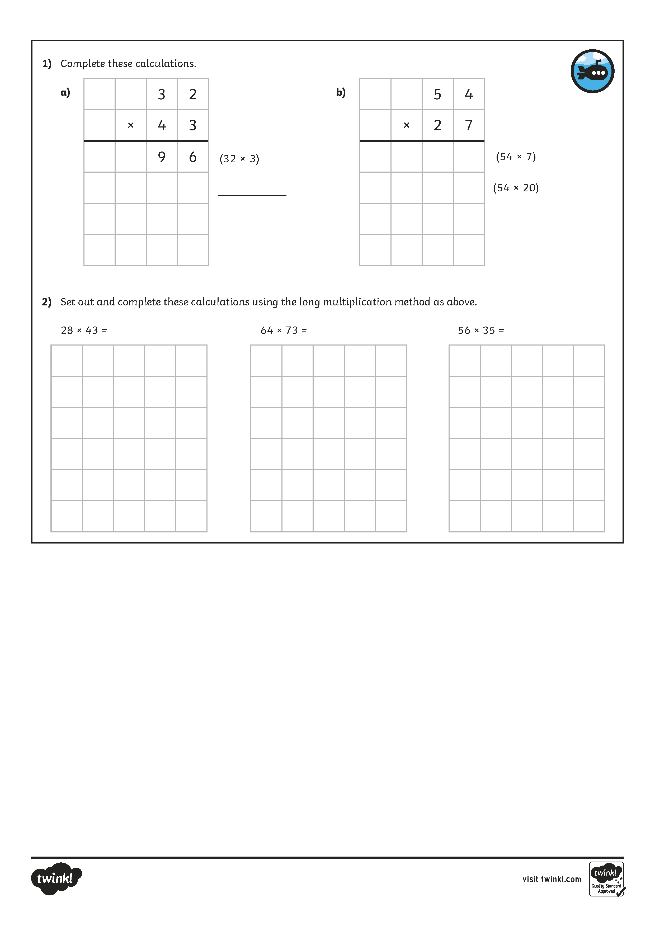 1) Complete these calculations.
a)
3 2
× 4 3
9 6 (32 × 3)
b)
5 4
× 2 7
(54 × 7)
(54 × 20)
2) Set out and complete these calculations using the long multiplication method as above.
28 × 43 =
64 × 73 =
56 × 35 =
twinkl
visit twinkl.com
twinkl
Quality Standard
Approved